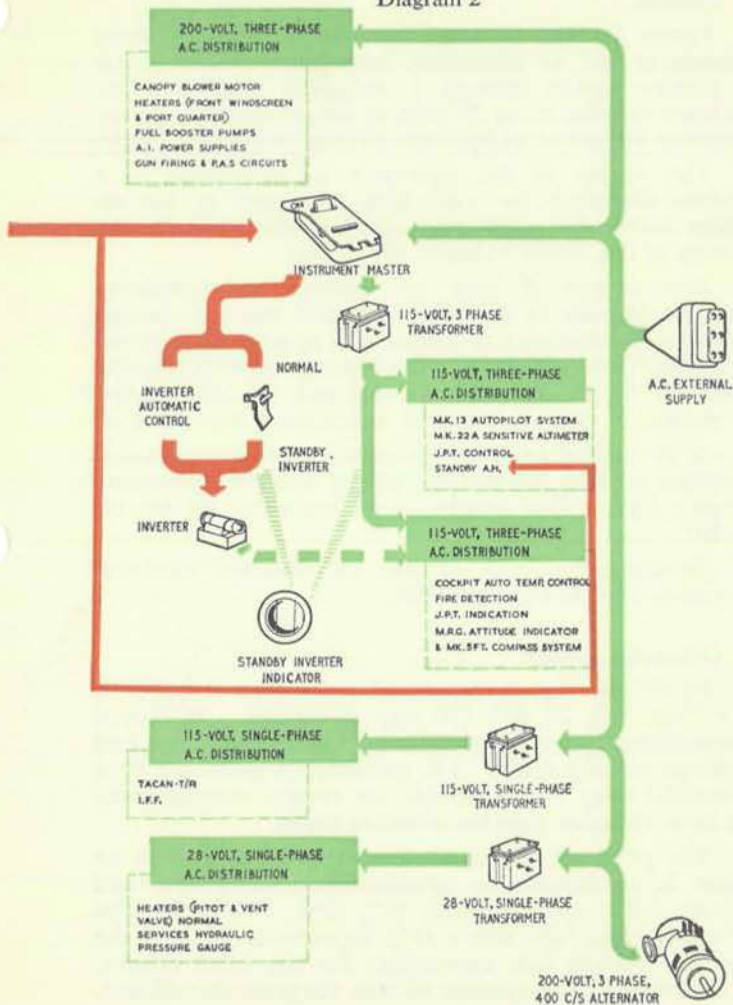 Diagram 2
200-VOLT, THREE-PHASE
A.C. DISTRIBUTION
CANOPY BLOWER MOTOR
HEATERS (FRONT WINDSCREEN
& PORT QUARTER)
FUEL BOOSTER PUMPS
A.I. POWER SUPPLIES
GUN FIRING & P.A.S CIRCUITS
ON
INSTRUMENT MASTER
115-VOLT, 3 PHASE
TRANSFORMER
A.C. EXTERNAL
SUPPLY
INVERTER
AUTOMATIC
CONTROL
NORMAL
STANDBY
INVERTER
115-VOLT, THREE-PHASE
A.C. DISTRIBUTION
M.K. 13 AUTOPILOT SYSTEM
M.K. 22A SENSITIVE ALTIMETER
J.P.T. CONTROL
STANDBY A.H.
INVERTER
115-VOLT, THREE-PHASE
A.C. DISTRIBUTION
COCKPIT AUTO TEMP. CONTROL
FIRE DETECTION
J.P.T. INDICATION
M.R.G. ATTITUDE INDICATOR
& MK.5FT. COMPASS SYSTEM
STANDBY INVERTER
INDICATOR
115-VOLT, SINGLE-PHASE
A.C. DISTRIBUTION
TACAN-T/R
I.F.F.
115-VOLT, SINGLE-PHASE
TRANSFORMER
28-VOLT, SINGLE-PHASE
A.C. DISTRIBUTION
HEATERS (PITOT & VENT
VALVE) NORMAL
SERVICES HYDRAULIC
PRESSURE GAUGE
28-VOLT, SINGLE-PHASE
TRANSFORMER
200-VOLT, 3 PHASE,
400 C/S ALTERNATOR